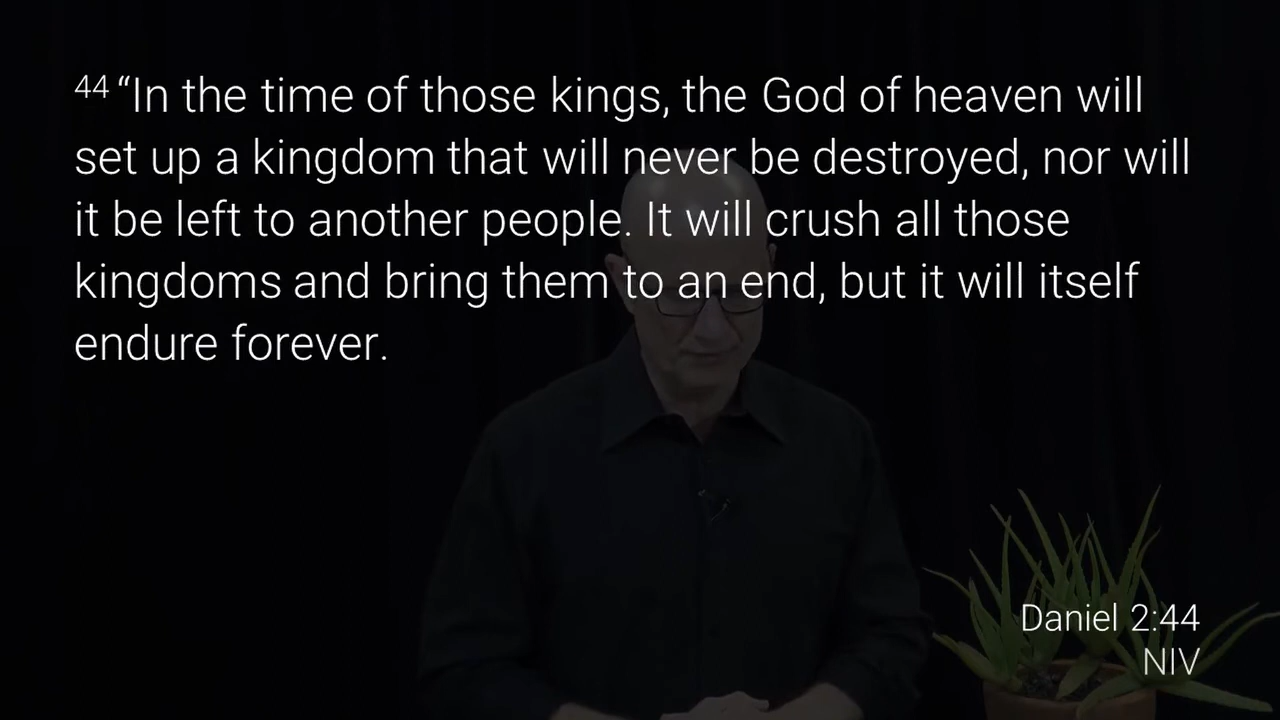 44 “In the time of those kings, the God of heaven will
set up a kingdom that will never be destroyed, nor will
it be left to another people. It will crush all those
kingdoms and bring them to an end, but it will itself
endure forever.
Daniel 2:44
NIV